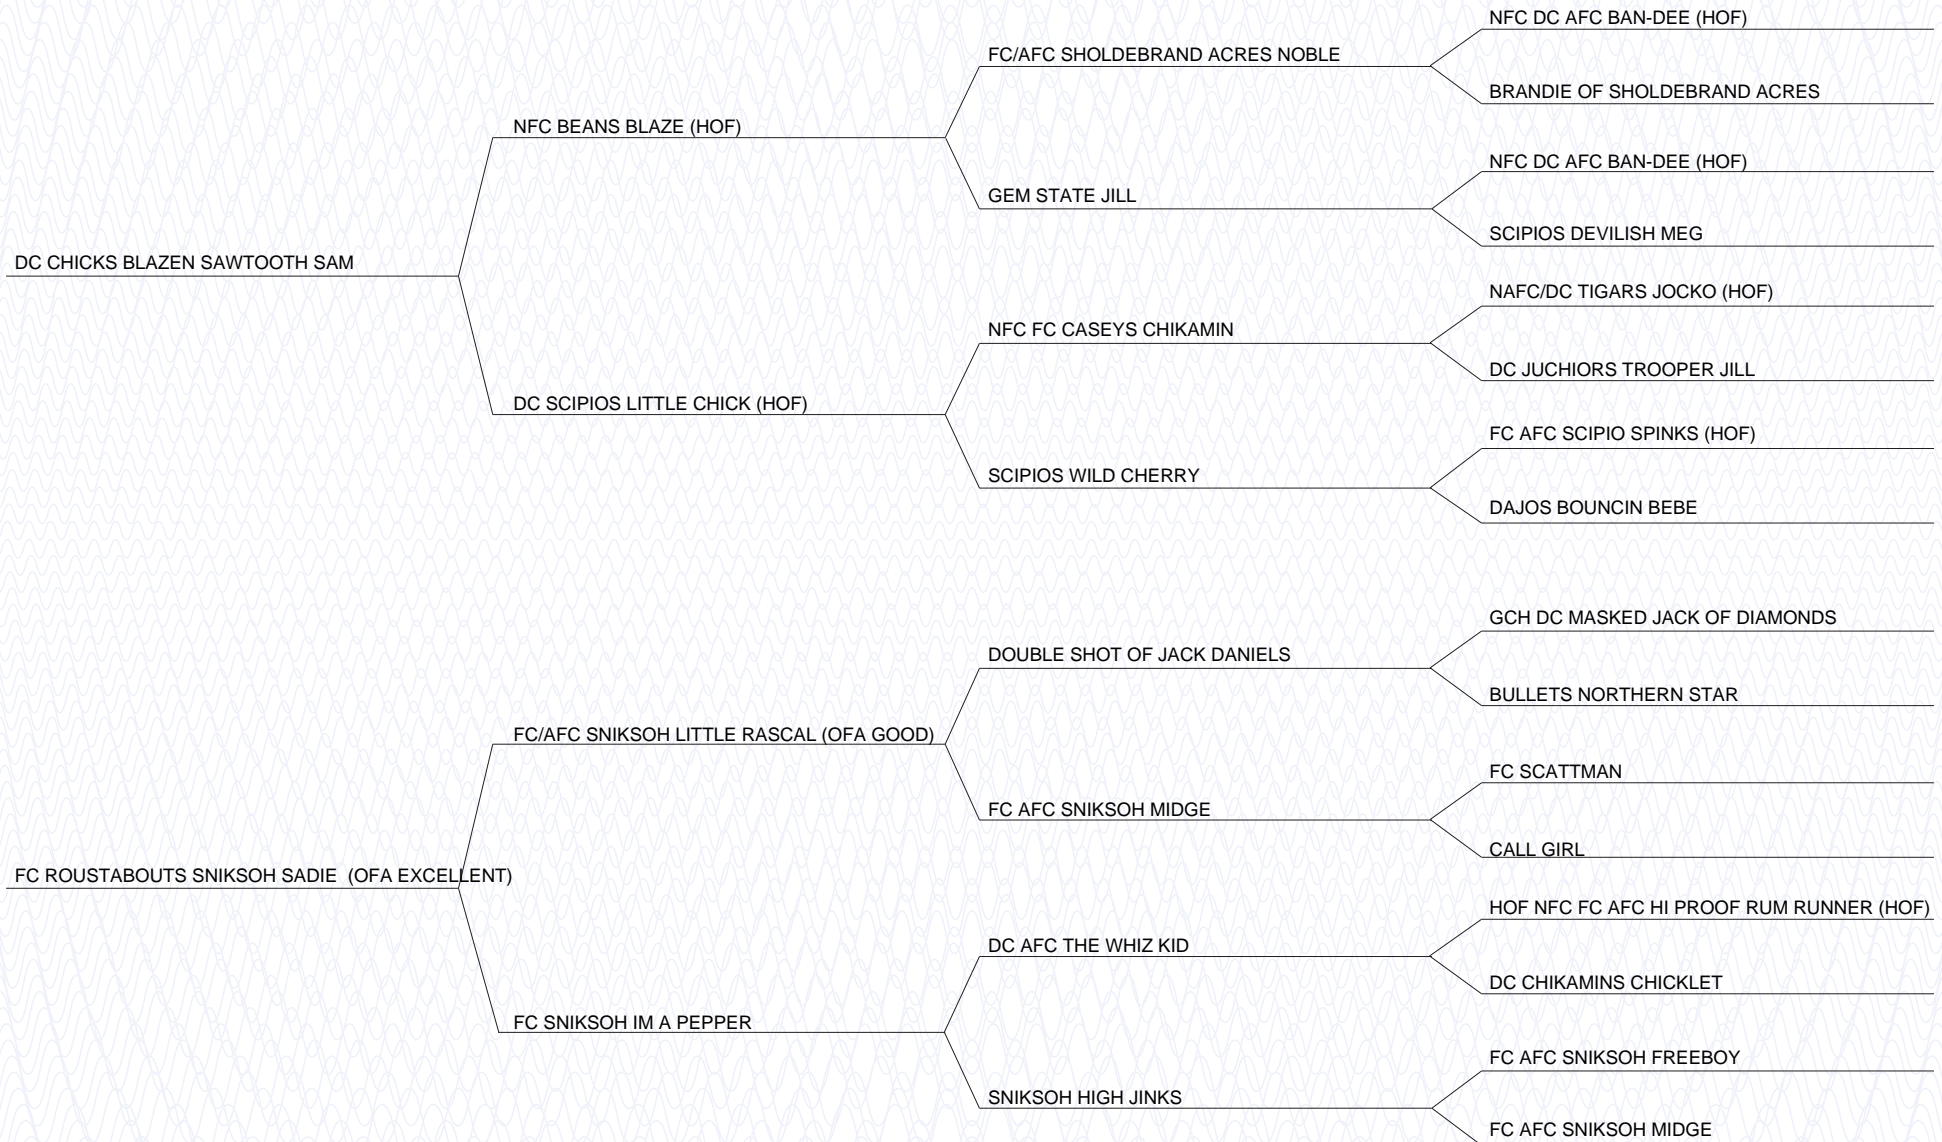 NFC DC AFC BAN-DEE (HOF)
FC/AFC SHOLDEBRAND ACRES NOBLE
BRANDIE OF SHOLDEBRAND ACRES
NFC BEANS BLAZE (HOF)
NFC DC AFC BAN-DEE (HOF)
GEM STATE JILL
SCIPIOS DEVILISH MEG
DC CHICKS BLAZEN SAWTOOTH SAM
NAFC/DC TIGARS JOCKO (HOF)
NFC FC CASEYS CHIKAMIN
DC JUCHIORS TROOPER JILL
DC SCIPIOS LITTLE CHICK (HOF)
FC AFC SCIPIO SPINKS (HOF)
SCIPIOS WILD CHERRY
DAJOS BOUNCIN BEBE
GCH DC MASKED JACK OF DIAMONDS
DOUBLE SHOT OF JACK DANIELS
BULLETS NORTHERN STAR
FC/AFC SNIKSOH LITTLE RASCAL (OFA GOOD)
FC SCATTMAN
FC AFC SNIKSOH MIDGE
CALL GIRL
FC ROUSTABOUTS SNIKSOH SADIE  (OFA EXCELLENT)
HOF NFC FC AFC HI PROOF RUM RUNNER (HOF)
DC AFC THE WHIZ KID
DC CHIKAMINS CHICKLET
FC SNIKSOH IM A PEPPER
FC AFC SNIKSOH FREEBOY
SNIKSOH HIGH JINKS
FC AFC SNIKSOH MIDGE